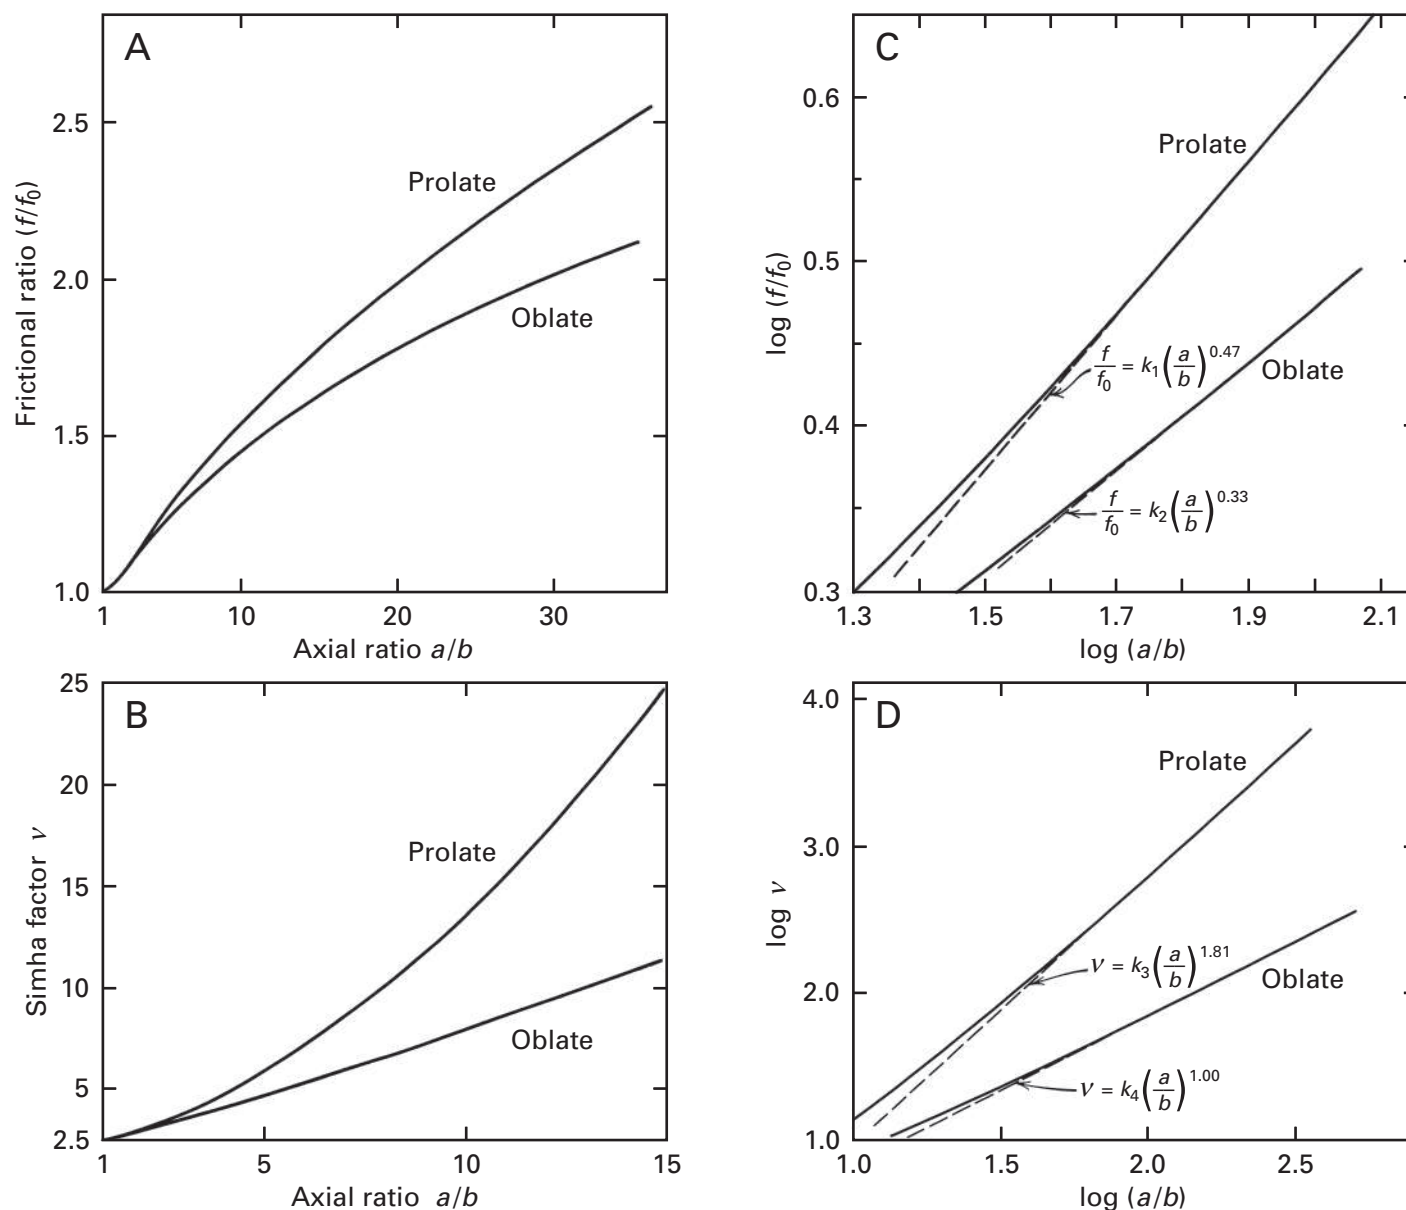 A
2.5
2.0
1.5
1.0
Frictional ratio (f/f₀)
Prolate
Oblate
1 10 20 30
Axial ratio a/b
C
0.6
0.5
0.4
0.3
log (f/f₀)
Prolate
f/f₀ = k₁(a/b)^0.47
Oblate
f/f₀ = k₂(a/b)^0.33
1.3 1.5 1.7 1.9 2.1
log (a/b)
B
25
20
15
10
5
2.5
Simha factor ν
Prolate
Oblate
1 5 10 15
Axial ratio a/b
D
4.0
3.0
2.0
1.0
log ν
Prolate
ν = k₃(a/b)^1.81
Oblate
ν = k₄(a/b)^1.00
1.0 1.5 2.0 2.5
log (a/b)